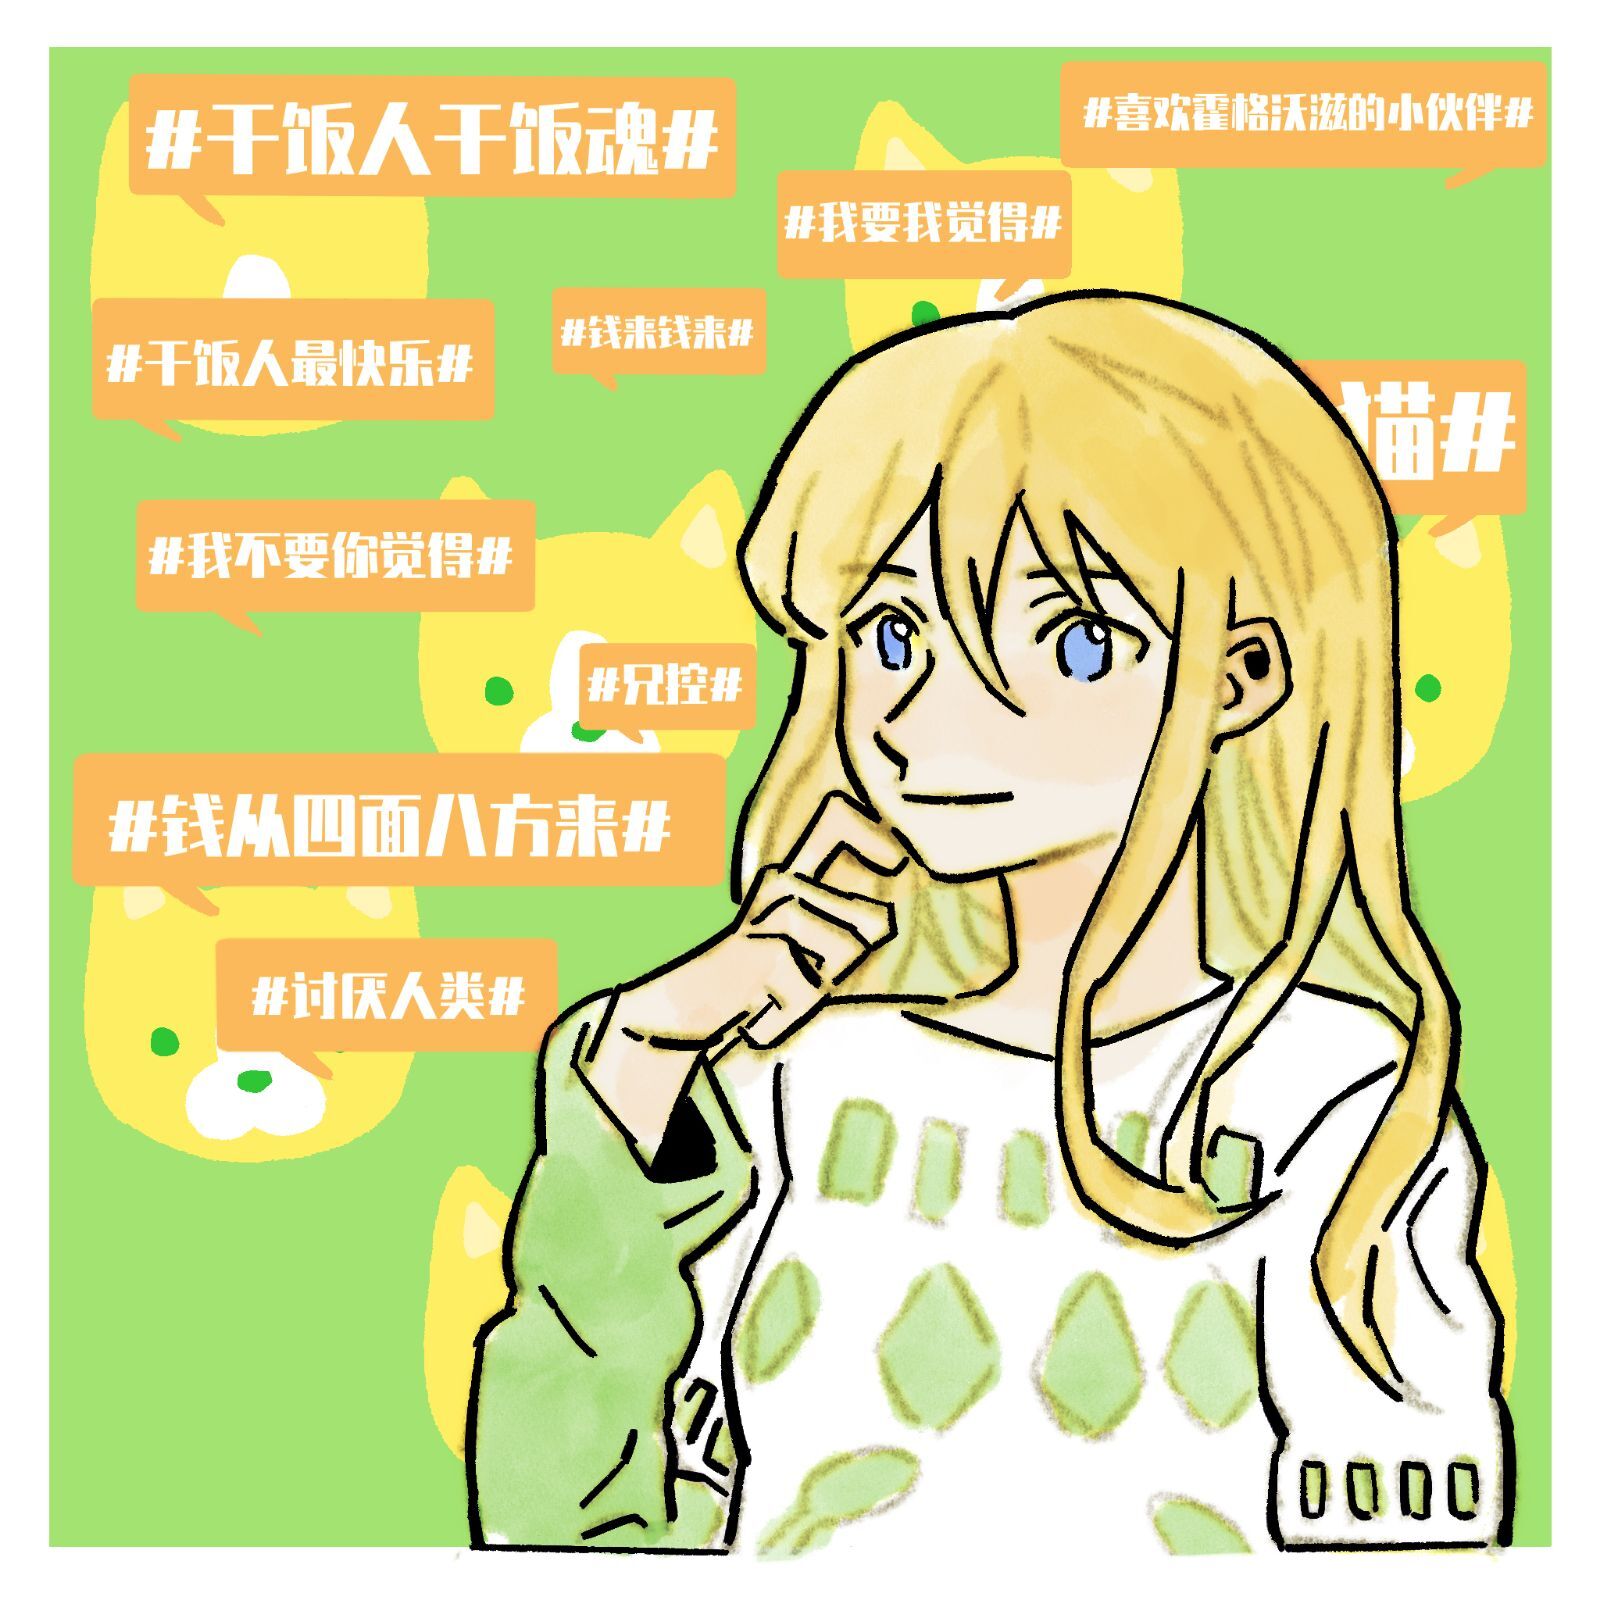 #干饭人干饭魂#
#喜欢霍格沃滋的小伙伴#
#我要我觉得#
#钱来钱来#
#干饭人最快乐#
猫#
#我不要你觉得#
#兄控#
#钱从四面八方来#
#讨厌人类#